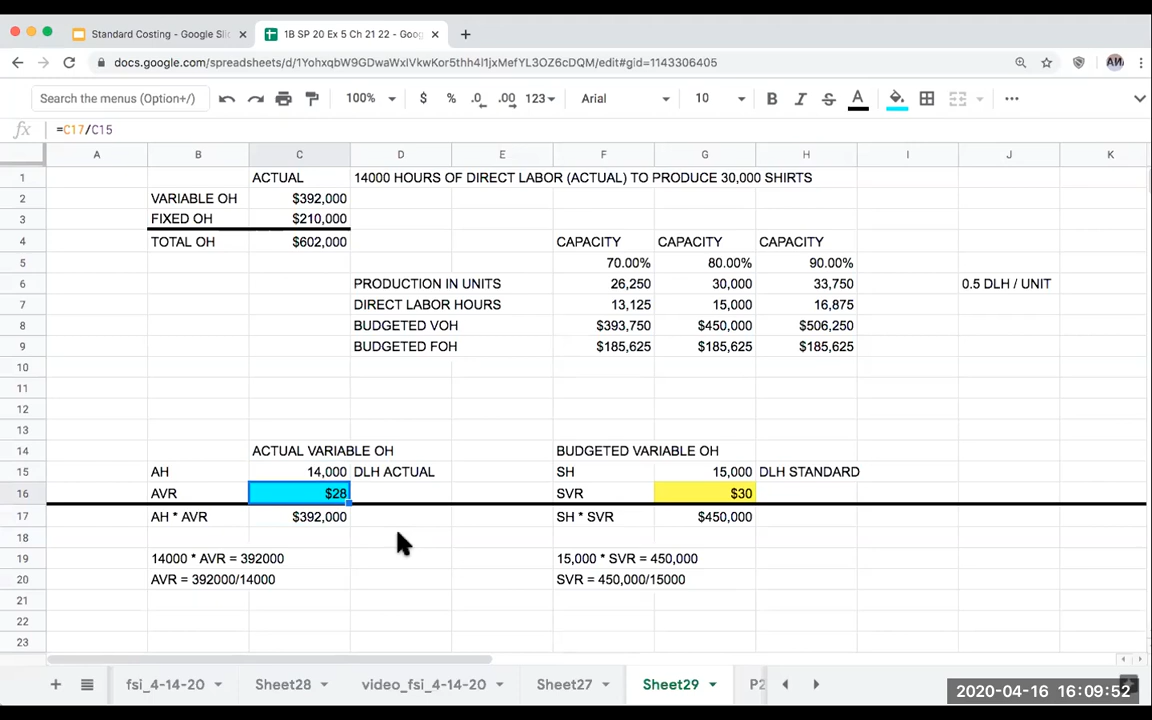 Standard Costing - Google Sli
1B SP 20 Ex 5 Ch 21 22 - Goog
docs.google.com/spreadsheets/d/1YohxqbW9GDwaWxIVkwKor5thh4l1jxMefYL3OZ6cDQM/edit#gid=1143306405
Search the menus (Option+/) 100% $ % .0 .00 123 Arial 10 B I S A
fx =C17/C15
A B C D E F G H I J K
1 ACTUAL 14000 HOURS OF DIRECT LABOR (ACTUAL) TO PRODUCE 30,000 SHIRTS
2 VARIABLE OH $392,000
3 FIXED OH $210,000
4 TOTAL OH $602,000 CAPACITY CAPACITY CAPACITY
5 70.00% 80.00% 90.00%
6 PRODUCTION IN UNITS 26,250 30,000 33,750 0.5 DLH / UNIT
7 DIRECT LABOR HOURS 13,125 15,000 16,875
8 BUDGETED VOH $393,750 $450,000 $506,250
9 BUDGETED FOH $185,625 $185,625 $185,625
10
11
12
13
14 ACTUAL VARIABLE OH BUDGETED VARIABLE OH
15 AH 14,000 DLH ACTUAL SH 15,000 DLH STANDARD
16 AVR $28 SVR $30
17 AH * AVR $392,000 SH * SVR $450,000
18
19 14000 * AVR = 392000 15,000 * SVR = 450,000
20 AVR = 392000/14000 SVR = 450,000/15000
21
22
23
fsi_4-14-20 Sheet28 video_fsi_4-14-20 Sheet27 Sheet29 P2
2020-04-16 16:09:52